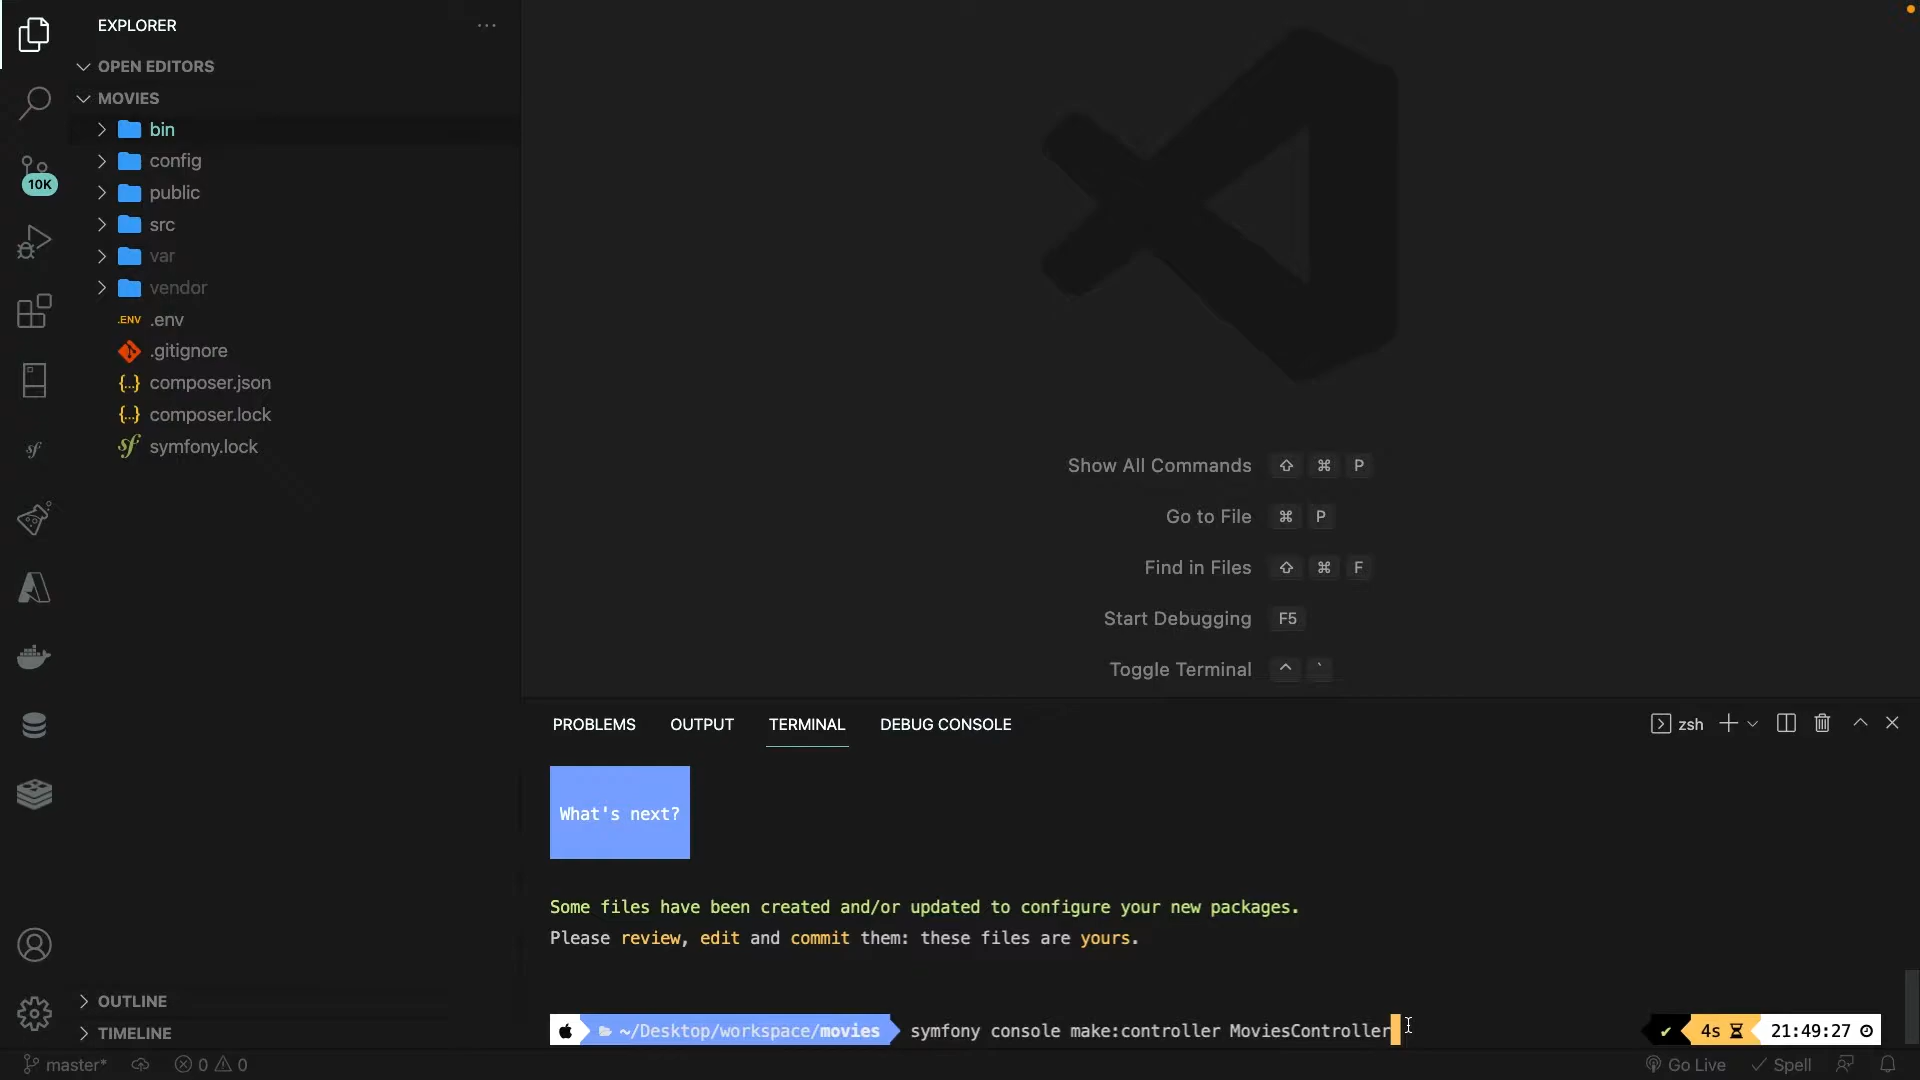 EXPLORER
OPEN EDITORS
MOVIES
bin
config
public
src
var
vendor
.ENV .env
.gitignore
{..} composer.json
{..} composer.lock
sf symfony.lock
10K
sf
OUTLINE
TIMELINE
Show All Commands ⇧ ⌘ P
Go to File ⌘ P
Find in Files ⇧ ⌘ F
Start Debugging F5
Toggle Terminal ^ `
PROBLEMS OUTPUT TERMINAL DEBUG CONSOLE
zsh
What's next?
Some files have been created and/or updated to configure your new packages.
Please review, edit and commit them: these files are yours.
~/Desktop/workspace/movies symfony console make:controller MoviesController
✔ 4s 21:49:27
master* 0 0
Go Live ✓ Spell